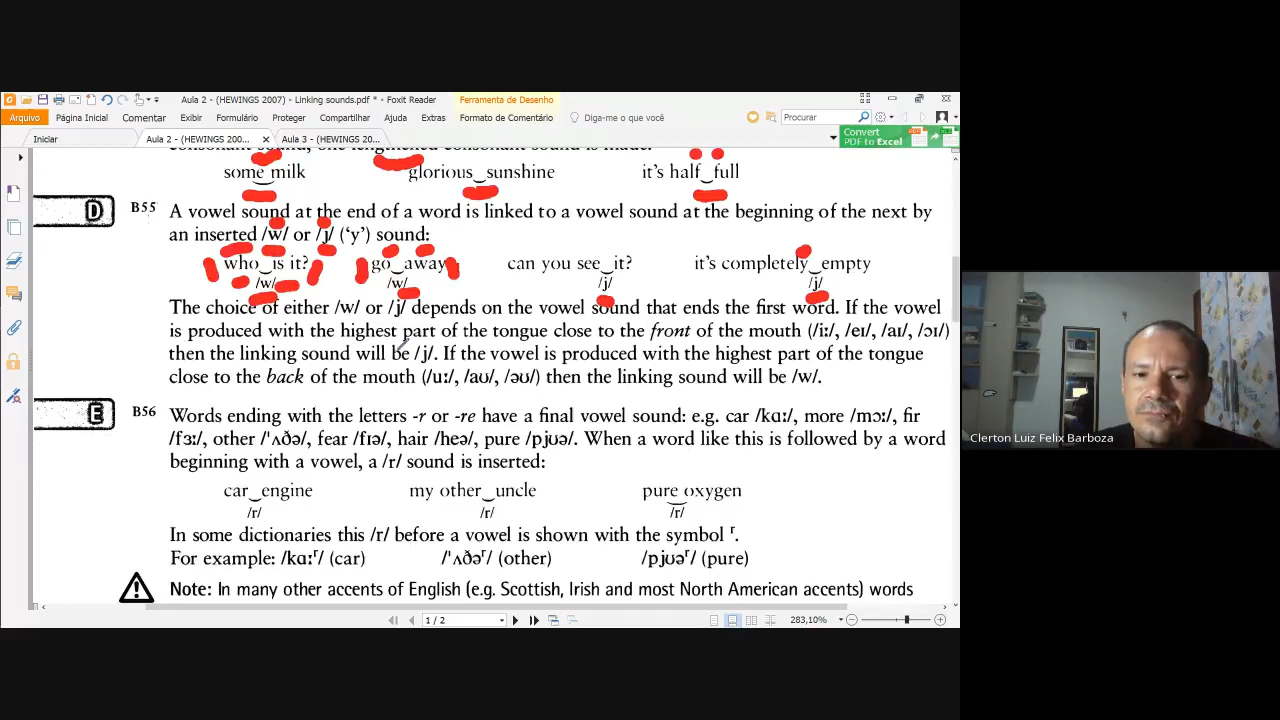 Aula 2 - (HEWINGS 2007) - Linking sounds.pdf * - Foxit Reader
Ferramenta de Desenho
Arquivo Página Inicial Comentar Exibir Formulário Proteger Compartilhar Ajuda Extras Formato do Comentário Diga-me o que você
Procurar
Iniciar
Aula 2 - (HEWINGS 200...
Aula 3 - (HEWINGS 20...
Convert
PDF to Excel
consonant sound, one lengthened consonant sound is made:
some‿milk glorious‿sunshine it's half‿full
D
B55 A vowel sound at the end of a word is linked to a vowel sound at the beginning of the next by
an inserted /w/ or /j/ ('y') sound:
who‿is it? go‿away can you see‿it? it's completely‿empty
/w/ /w/ /j/ /j/
The choice of either /w/ or /j/ depends on the vowel sound that ends the first word. If the vowel
is produced with the highest part of the tongue close to the front of the mouth (/iː/, /eɪ/, /aɪ/, /ɔɪ/)
then the linking sound will be /j/. If the vowel is produced with the highest part of the tongue
close to the back of the mouth (/uː/, /aʊ/, /əʊ/) then the linking sound will be /w/.
E
B56 Words ending with the letters -r or -re have a final vowel sound: e.g. car /kɑː/, more /mɔː/, fir
/fɜː/, other /ˈʌðə/, fear /fɪə/, hair /heə/, pure /pjʊə/. When a word like this is followed by a word
beginning with a vowel, a /r/ sound is inserted:
car‿engine my other‿uncle pure‿oxygen
/r/ /r/ /r/
In some dictionaries this /r/ before a vowel is shown with the symbol ʳ.
For example: /kɑːʳ/ (car) /ˈʌðəʳ/ (other) /pjʊəʳ/ (pure)
Note: In many other accents of English (e.g. Scottish, Irish and most North American accents) words
1 / 2
283,10%
Clerton Luiz Felix Barboza